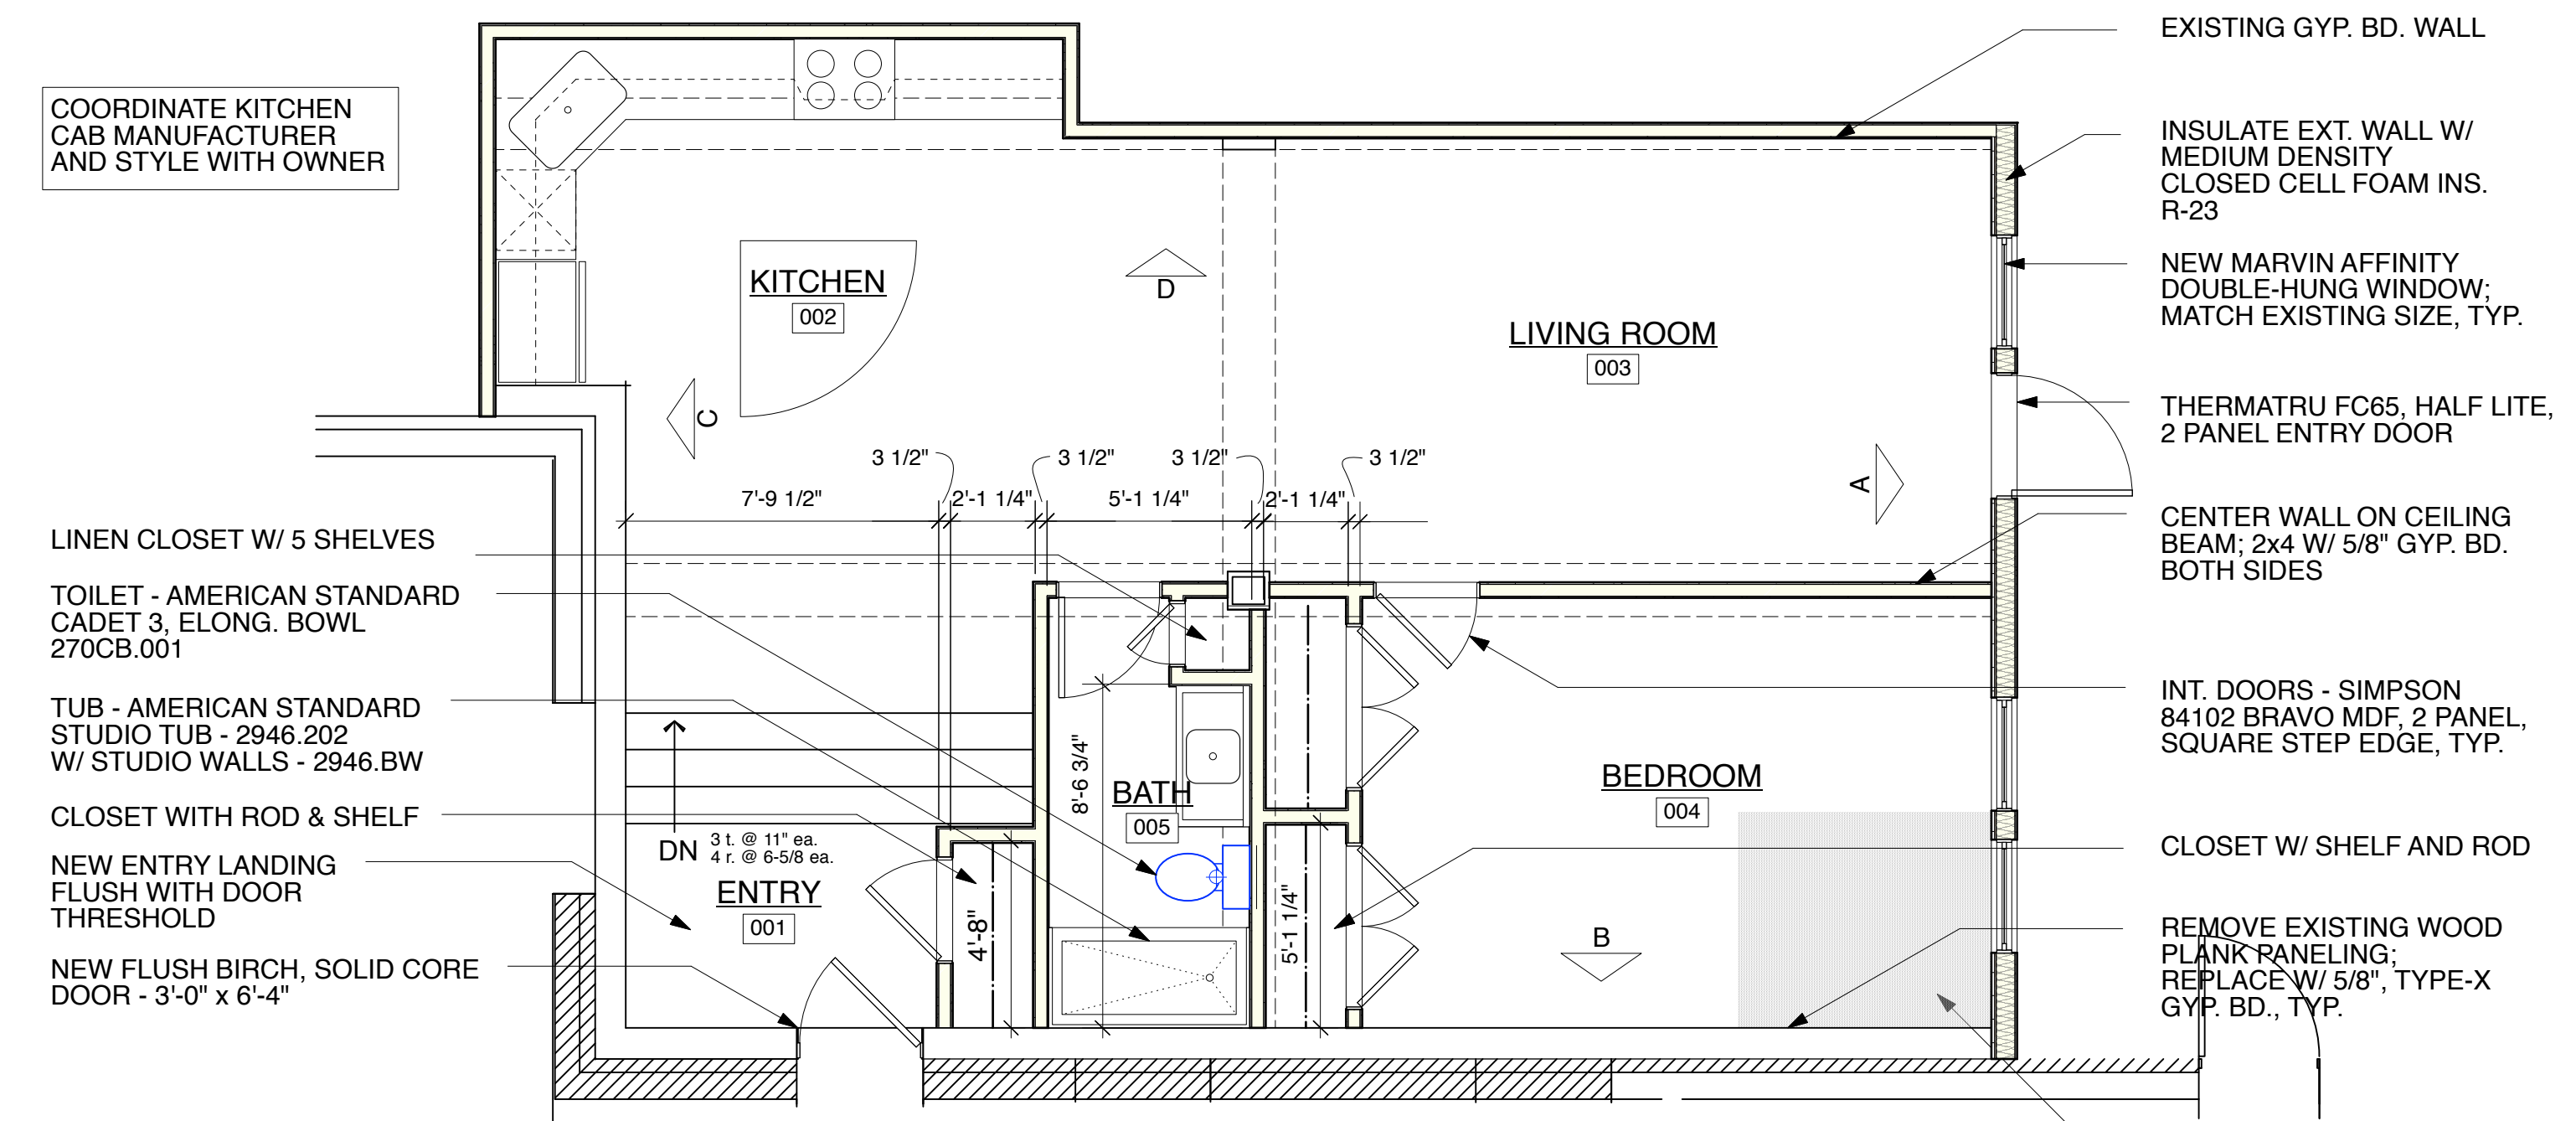 COORDINATE KITCHEN
CAB MANUFACTURER
AND STYLE WITH OWNER
LINEN CLOSET W/ 5 SHELVES
TOILET - AMERICAN STANDARD
CADET 3, ELONG. BOWL
270CB.001
TUB - AMERICAN STANDARD
STUDIO TUB - 2946.202
W/ STUDIO WALLS - 2946.BW
CLOSET WITH ROD & SHELF
NEW ENTRY LANDING
FLUSH WITH DOOR
THRESHOLD
NEW FLUSH BIRCH, SOLID CORE
DOOR - 3'-0" x 6'-4"
KITCHEN
002
D
C
LIVING ROOM
003
A
3 1/2"
3 1/2"
3 1/2"
3 1/2"
7'-9 1/2"
2'-1 1/4"
5'-1 1/4"
2'-1 1/4"
DN
3 t. @ 11" ea.
4 r. @ 6-5/8 ea.
ENTRY
001
4'-8"
8'-6 3/4"
BATH
005
5'-1 1/4"
BEDROOM
004
B
EXISTING GYP. BD. WALL
INSULATE EXT. WALL W/
MEDIUM DENSITY
CLOSED CELL FOAM INS.
R-23
NEW MARVIN AFFINITY
DOUBLE-HUNG WINDOW;
MATCH EXISTING SIZE, TYP.
THERMATRU FC65, HALF LITE,
2 PANEL ENTRY DOOR
CENTER WALL ON CEILING
BEAM; 2x4 W/ 5/8" GYP. BD.
BOTH SIDES
INT. DOORS - SIMPSON
84102 BRAVO MDF, 2 PANEL,
SQUARE STEP EDGE, TYP.
CLOSET W/ SHELF AND ROD
REMOVE EXISTING WOOD
PLANK PANELING;
REPLACE W/ 5/8", TYPE-X
GYP. BD., TYP.